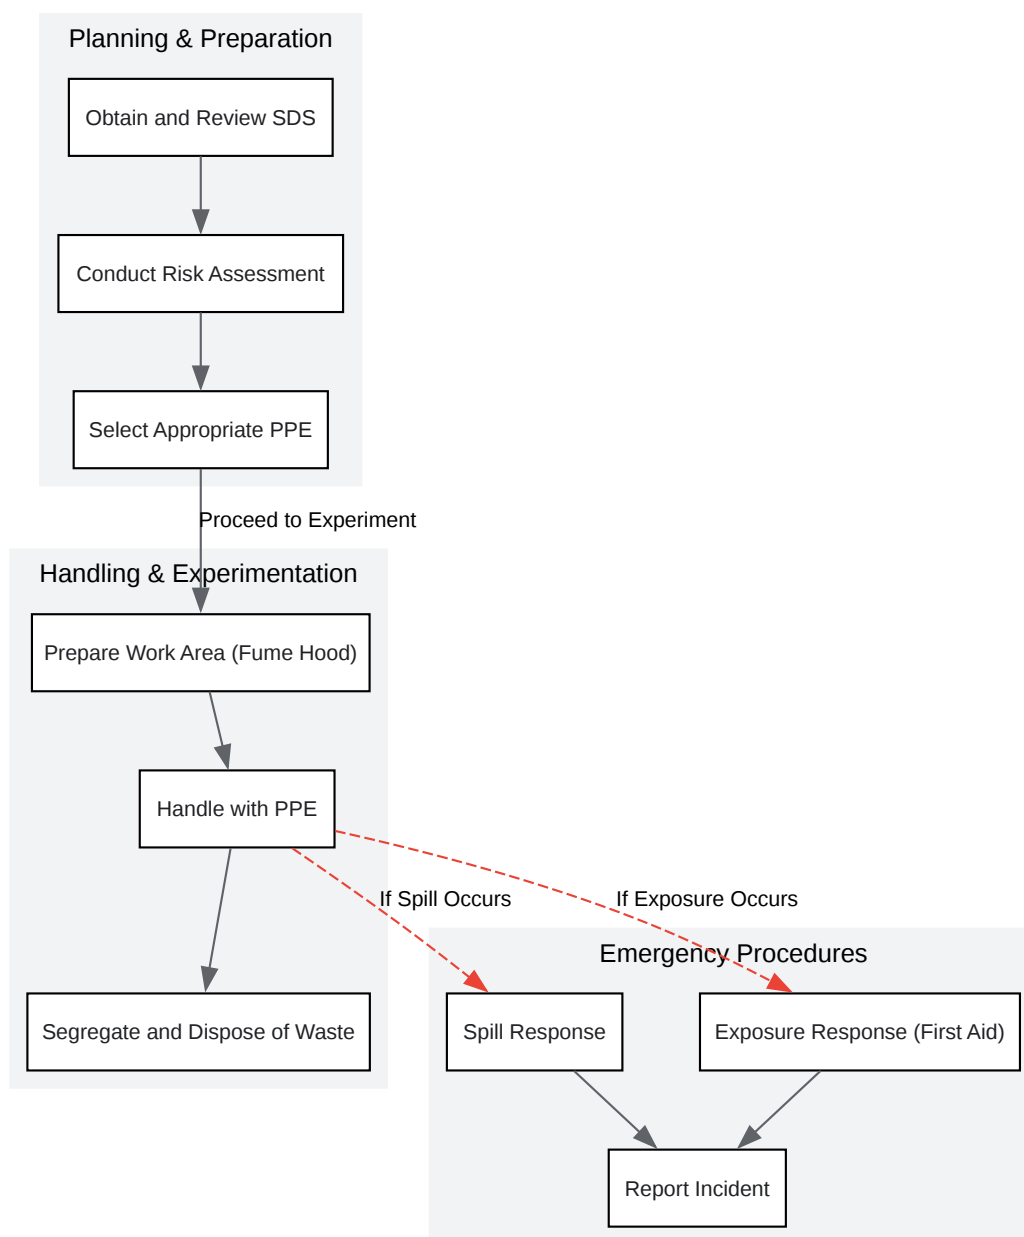 Planning & Preparation
Obtain and Review SDS
Conduct Risk Assessment
Select Appropriate PPE
Proceed to Experiment
Handling & Experimentation
Prepare Work Area (Fume Hood)
Handle with PPE
If Spill Occurs
If Exposure Occurs
Emergency Procedures
Segregate and Dispose of Waste
Spill Response
Exposure Response (First Aid)
Report Incident